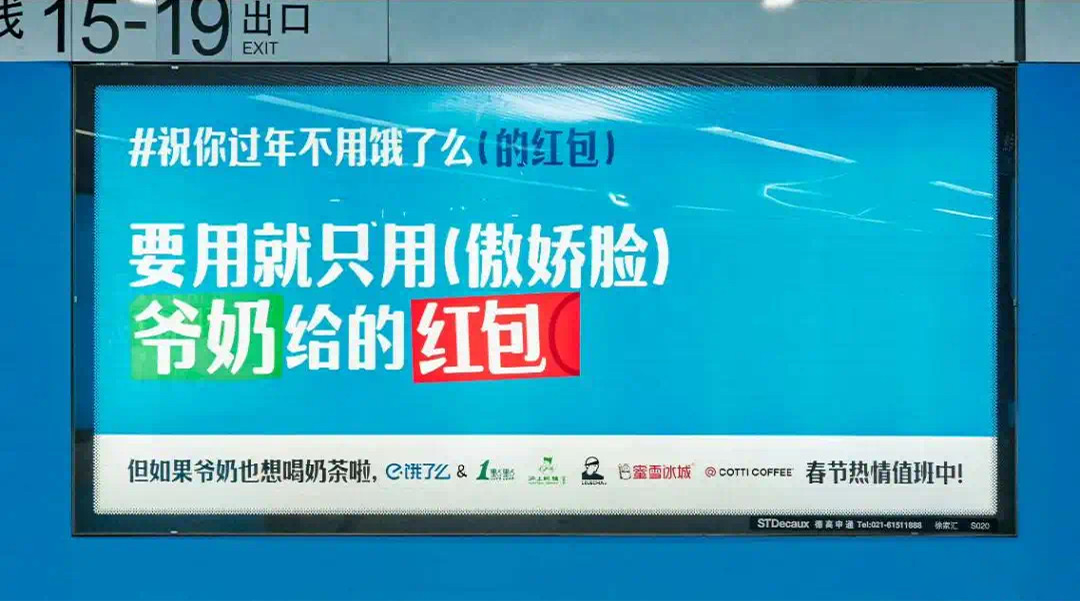 15-19 出口
EXIT
#祝你过年不用饿了么(的红包)
要用就只用(傲娇脸)
爷奶给的红包
但如果爷奶也想喝奶茶啦, 饿了么 & 1 蜜雪冰城 COTTI COFFEE 春节热情值班中!
STDecaux 德高申通 Tel:021-61511888 徐家汇 S020